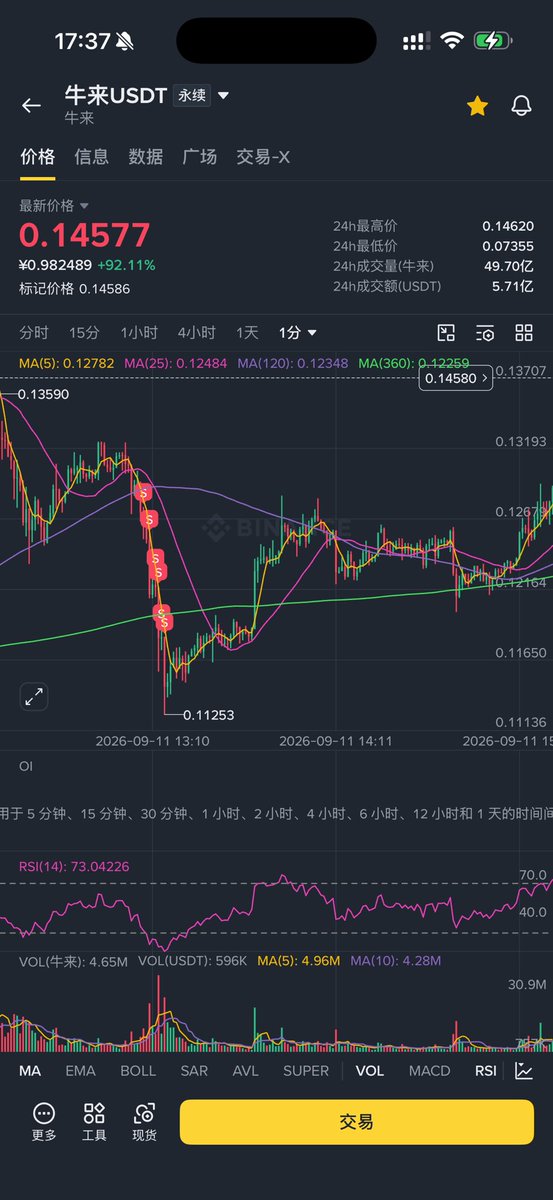 17:37
牛来USDT 永续
牛来
价格 信息 数据 广场 交易-X
最新价格
0.14577
¥0.982489 +92.11%
标记价格 0.14586
24h最高价 0.14620
24h最低价 0.07355
24h成交量(牛来) 49.70亿
24h成交额(USDT) 5.71亿
分时 15分 1小时 4小时 1天 1分
MA(5): 0.12782 MA(25): 0.12484 MA(120): 0.12348 MA(360): 0.12259
0.13707
0.14580
0.13590
0.13193
S
S
0.12679
BINANCE
S
S
0.12164
S
S
0.11650
0.11253
0.11136
2026-09-11 13:10 2026-09-11 14:11 2026-09-11 15
OI
用于 5 分钟、15 分钟、30 分钟、1 小时、2 小时、4 小时、6 小时、12 小时和 1 天的时间间
RSI(14): 73.04226
70.0
40.0
VOL(牛来): 4.65M VOL(USDT): 596K MA(5): 4.96M MA(10): 4.28M
30.9M
MA EMA BOLL SAR AVL SUPER VOL MACD RSI
更多 工具 现货 交易